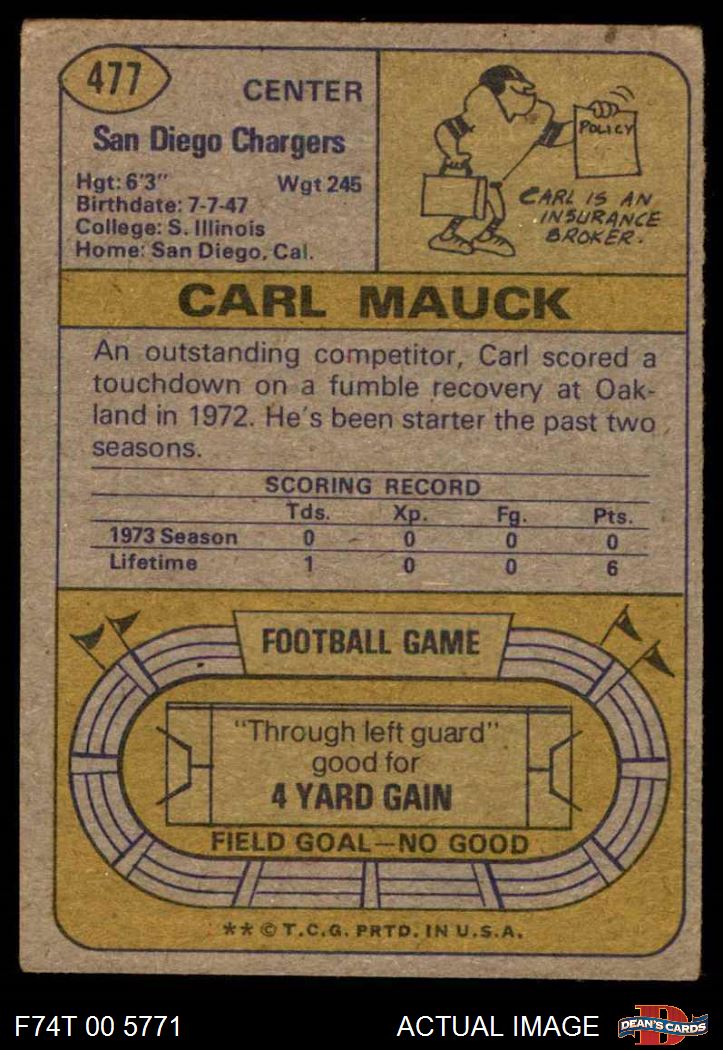 477
CENTER
San Diego Chargers
Hgt: 6'3" Wgt 245
Birthdate: 7-7-47
College: S. Illinois
Home: San Diego, Cal.
POLICY
CARL IS AN
INSURANCE
BROKER.
CARL MAUCK
An outstanding competitor, Carl scored a
touchdown on a fumble recovery at Oak-
land in 1972. He's been starter the past two
seasons.
SCORING RECORD
Tds. Xp. Fg. Pts.
1973 Season 0 0 0 0
Lifetime 1 0 0 6
FOOTBALL GAME
"Through left guard"
good for
4 YARD GAIN
FIELD GOAL—NO GOOD
** © T.C.G. PRTD. IN U.S.A.
F74T 00 5771
ACTUAL IMAGE
D
DEAN'S CARDS